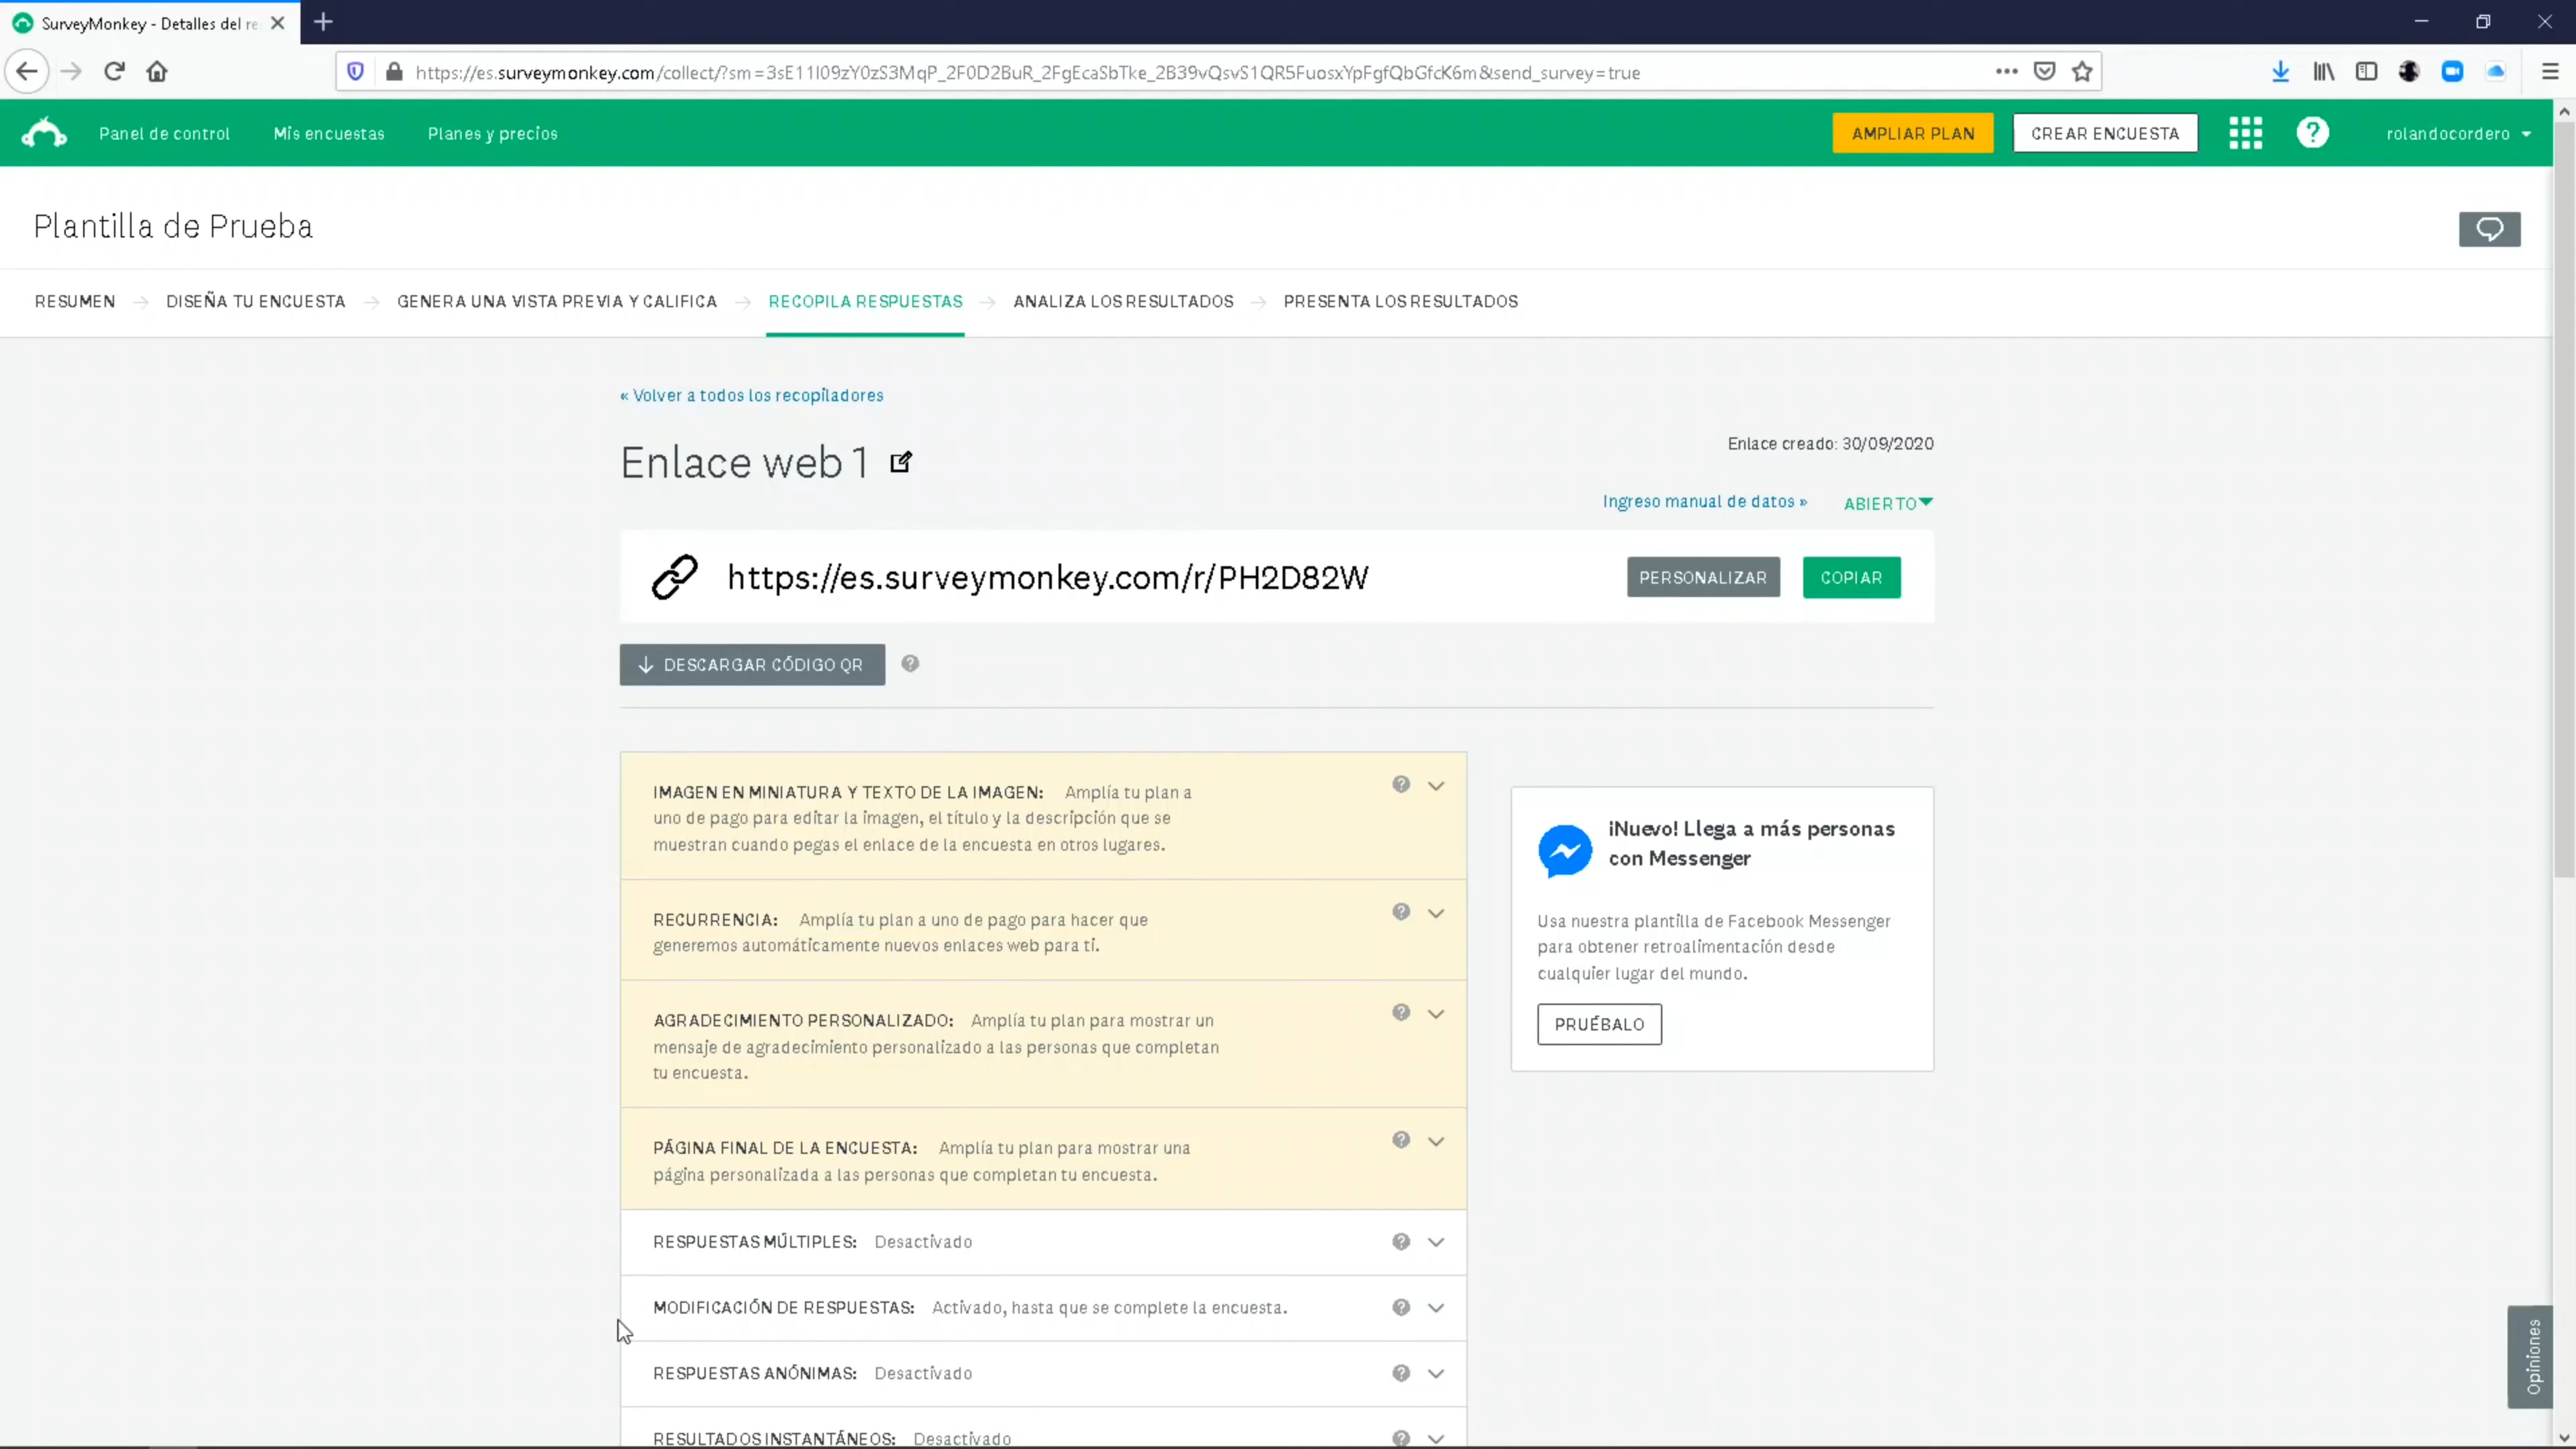 SurveyMonkey - Detalles del re
https://es.surveymonkey.com/collect/?sm=3sE11I09zY0zS3MqP_2F0D2BuR_2FgEcaSbTke_2B39vQsvS1QR5FuosxYpFgfQbGfcK6m&send_survey=true
Panel de control
Mis encuestas
Planes y precios
AMPLIAR PLAN
CREAR ENCUESTA
rolandocordero
Plantilla de Prueba
RESUMEN
DISEÑA TU ENCUESTA
GENERA UNA VISTA PREVIA Y CALIFICA
RECOPILA RESPUESTAS
ANALIZA LOS RESULTADOS
PRESENTA LOS RESULTADOS
« Volver a todos los recopiladores
Enlace web 1
Enlace creado: 30/09/2020
Ingreso manual de datos »
ABIERTO
https://es.surveymonkey.com/r/PH2D82W
PERSONALIZAR
COPIAR
DESCARGAR CÓDIGO QR
IMAGEN EN MINIATURA Y TEXTO DE LA IMAGEN: Amplía tu plan a
uno de pago para editar la imagen, el título y la descripción que se
muestran cuando pegas el enlace de la encuesta en otros lugares.
RECURRENCIA: Amplía tu plan a uno de pago para hacer que
generemos automáticamente nuevos enlaces web para ti.
AGRADECIMIENTO PERSONALIZADO: Amplía tu plan para mostrar un
mensaje de agradecimiento personalizado a las personas que completan
tu encuesta.
PÁGINA FINAL DE LA ENCUESTA: Amplía tu plan para mostrar una
página personalizada a las personas que completan tu encuesta.
RESPUESTAS MÚLTIPLES: Desactivado
MODIFICACIÓN DE RESPUESTAS: Activado, hasta que se complete la encuesta.
RESPUESTAS ANÓNIMAS: Desactivado
RESULTADOS INSTANTÁNEOS: Desactivado
¡Nuevo! Llega a más personas
con Messenger
Usa nuestra plantilla de Facebook Messenger
para obtener retroalimentación desde
cualquier lugar del mundo.
PRUÉBALO
Opiniones